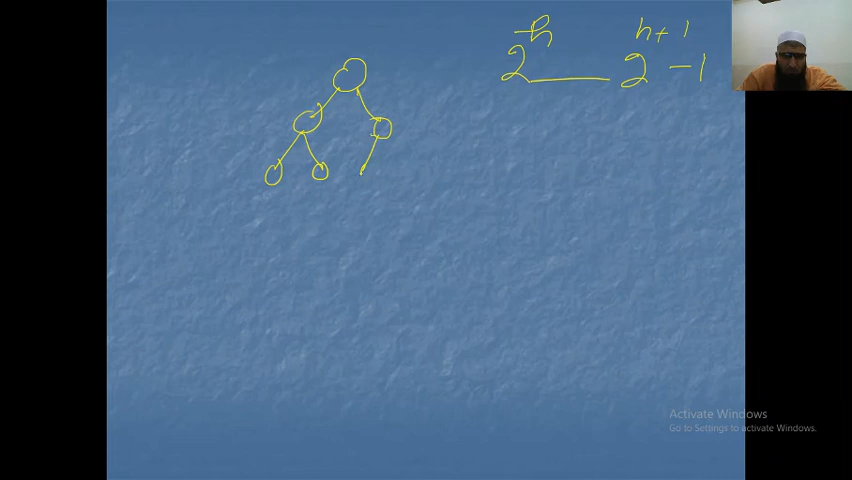 2^h ——— 2^h+1 - 1
Activate Windows
Go to Settings to activate Windows.